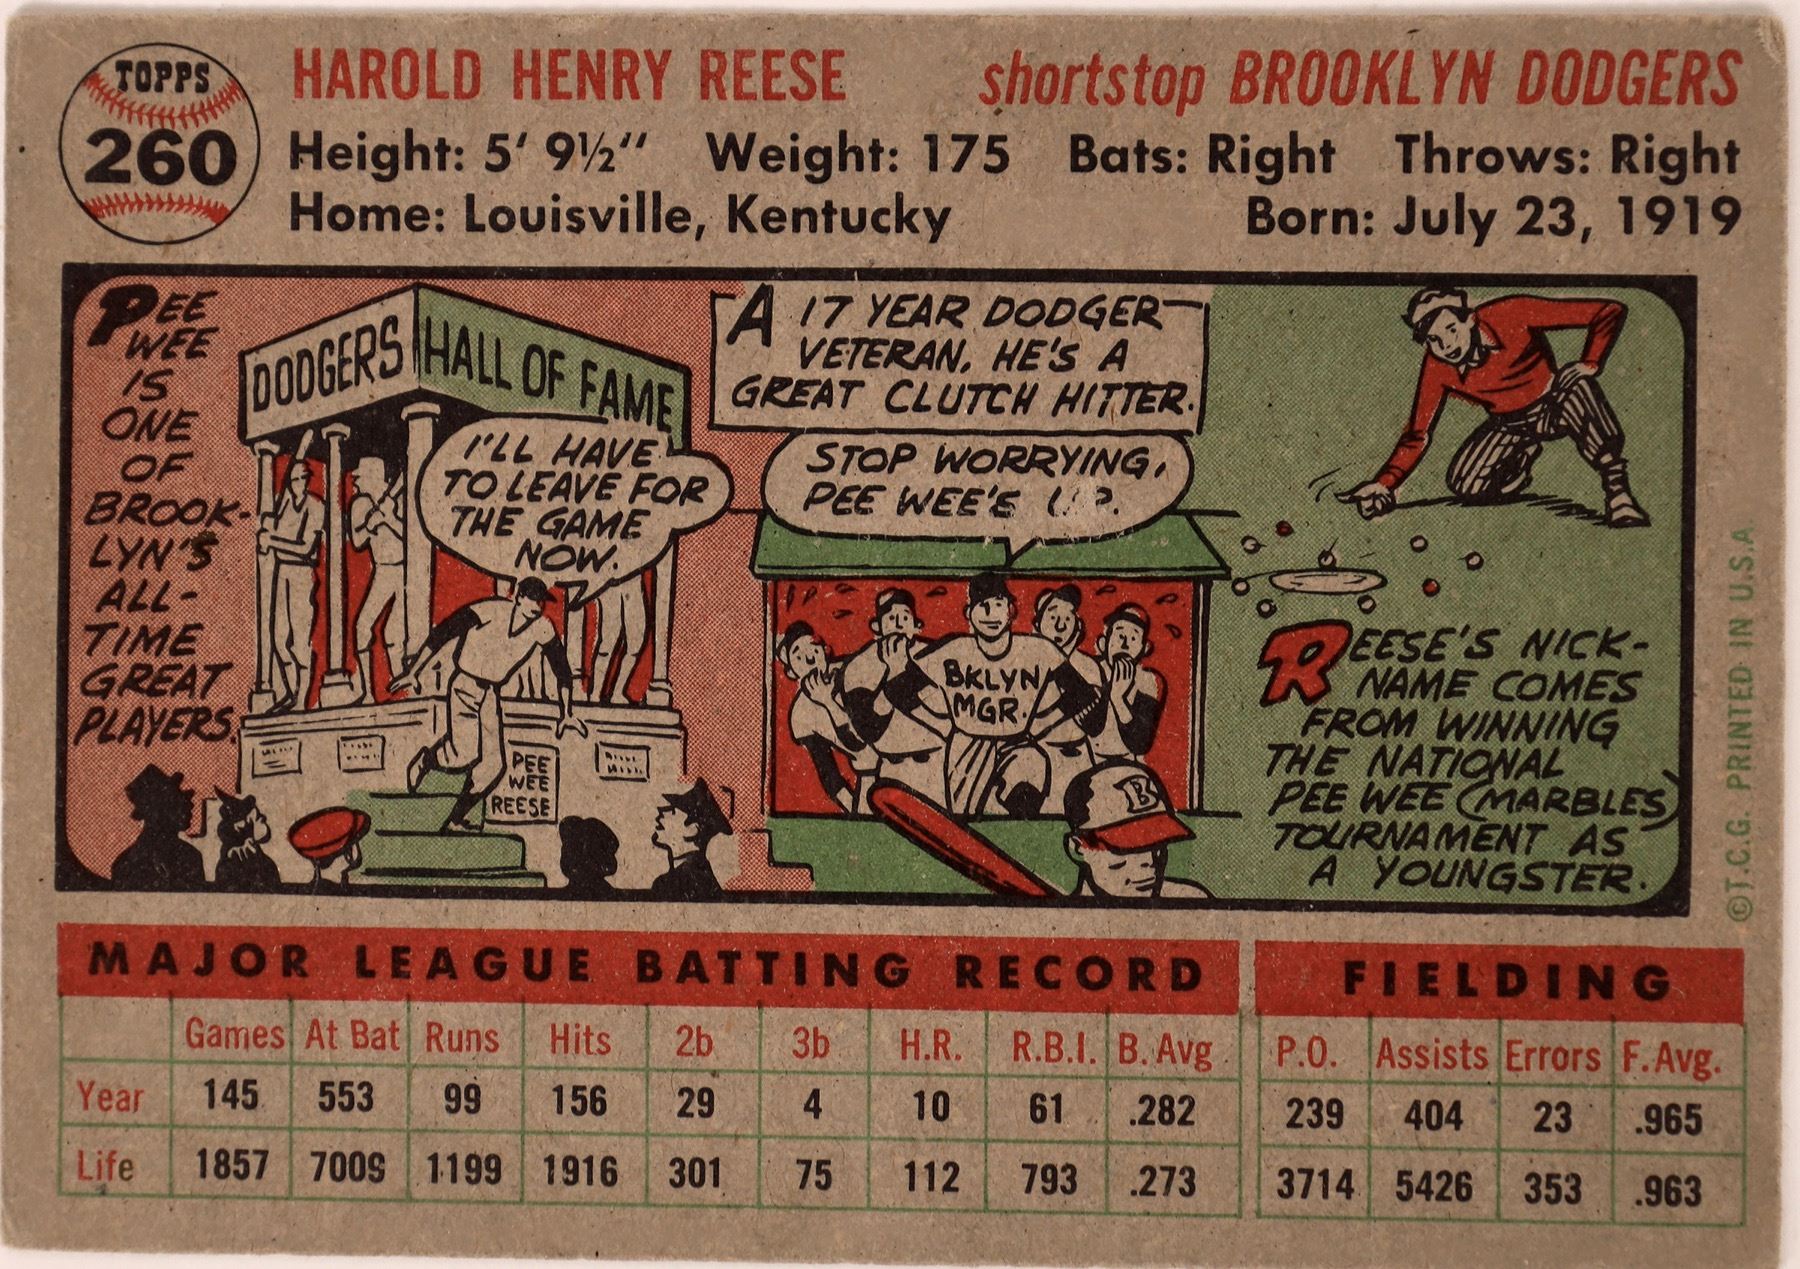 TOPPS
260
HAROLD HENRY REESE
shortstop BROOKLYN DODGERS
Height: 5' 9½" Weight: 175 Bats: Right Throws: Right
Home: Louisville, Kentucky
Born: July 23, 1919
PEE
WEE
IS
ONE
OF
BROOK-
LYN'S
ALL-
TIME
GREAT
PLAYERS.
DODGERS HALL OF FAME
I'LL HAVE
TO LEAVE FOR
THE GAME
NOW.
PEE
WEE
REESE
A 17 YEAR DODGER
VETERAN, HE'S A
GREAT CLUTCH HITTER.
STOP WORRYING,
PEE WEE'S
BKLYN
MGR.
B
REESE'S NICK-
NAME COMES
FROM WINNING
THE NATIONAL
PEE WEE (MARBLES)
TOURNAMENT AS
A YOUNGSTER.
© T.C.G. PRINTED IN U.S.A.
MAJOR LEAGUE BATTING RECORD
FIELDING
Games At Bat Runs Hits 2b 3b H.R. R.B.I. B. Avg P.O. Assists Errors F. Avg.
Year 145 553 99 156 29 4 10 61 .282 239 404 23 .965
Life 1857 7009 1199 1916 301 75 112 793 .273 3714 5426 353 .963